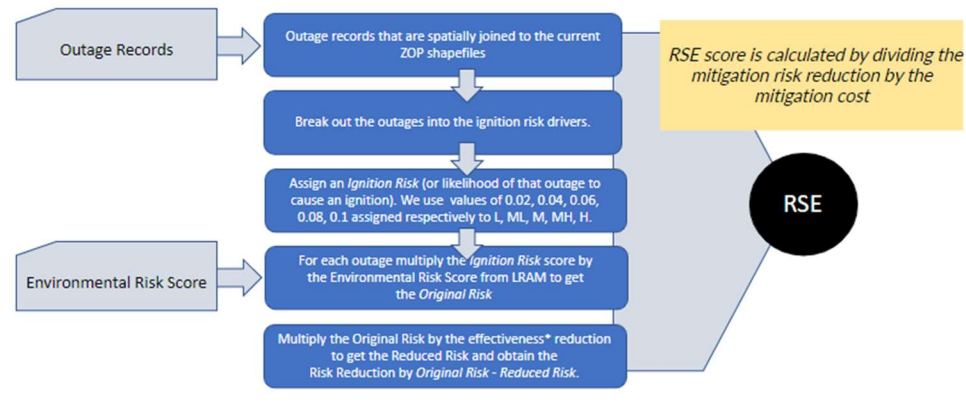 Outage Records
Outage records that are spatially joined to the current
ZOP shapefiles
Break out the outages into the ignition risk drivers.
Assign an Ignition Risk (or likelihood of that outage to
cause an ignition). We use values of 0.02, 0.04, 0.06,
0.08, 0.1 assigned respectively to L, ML, M, MH, H.
Environmental Risk Score
For each outage multiply the Ignition Risk score by
the Environmental Risk Score from LRAM to get
the Original Risk
Multiply the Original Risk by the effectiveness* reduction
to get the Reduced Risk and obtain the
Risk Reduction by Original Risk - Reduced Risk.
RSE score is calculated by dividing the
mitigation risk reduction by the
mitigation cost
RSE